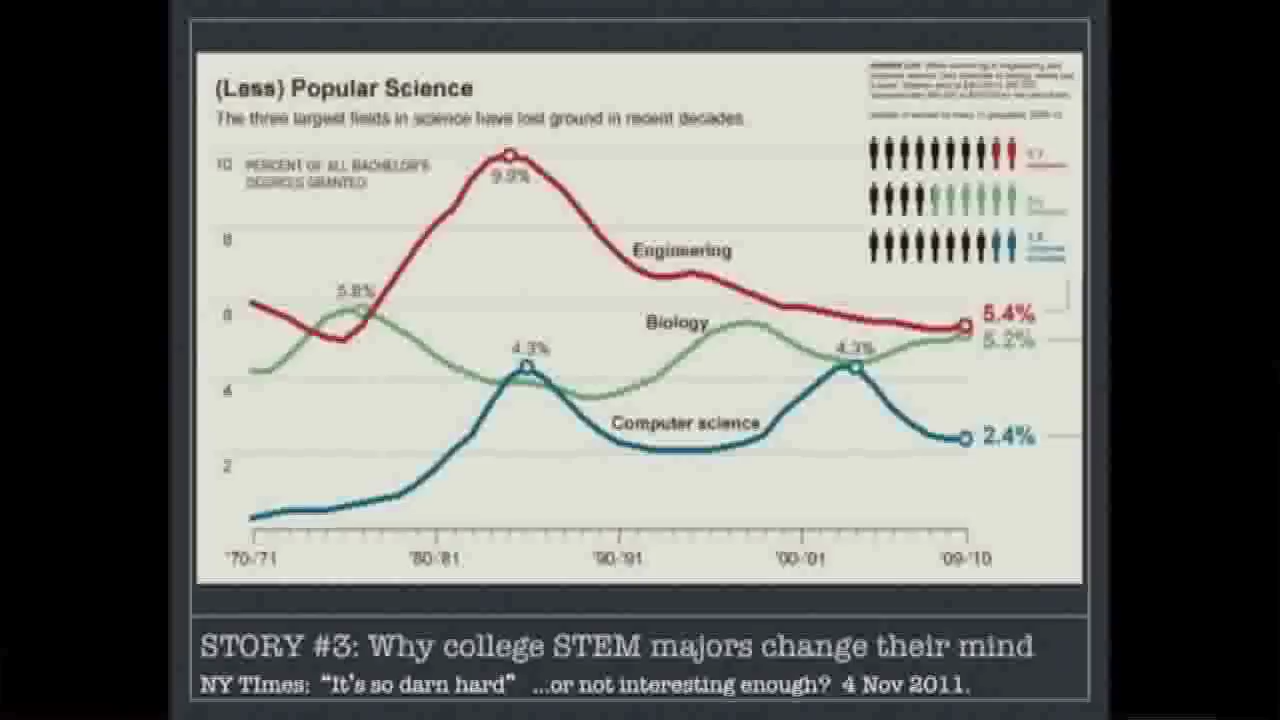 (Less) Popular Science
The three largest fields in science have lost ground in recent decades.
10 PERCENT OF ALL BACHELOR'S
DEGREES GRANTED
9.9%
8
Engineering
5.8%
6
5.4%
Biology
5.2%
4.3%
4.3%
4
Computer science
2.4%
2
'70-'71
'80-'81
'90-'91
'00-'01
'09-'10
STORY #3: Why college STEM majors change their mind
NY TImes: "It's so darn hard" ...or not interesting enough? 4 Nov 2011.